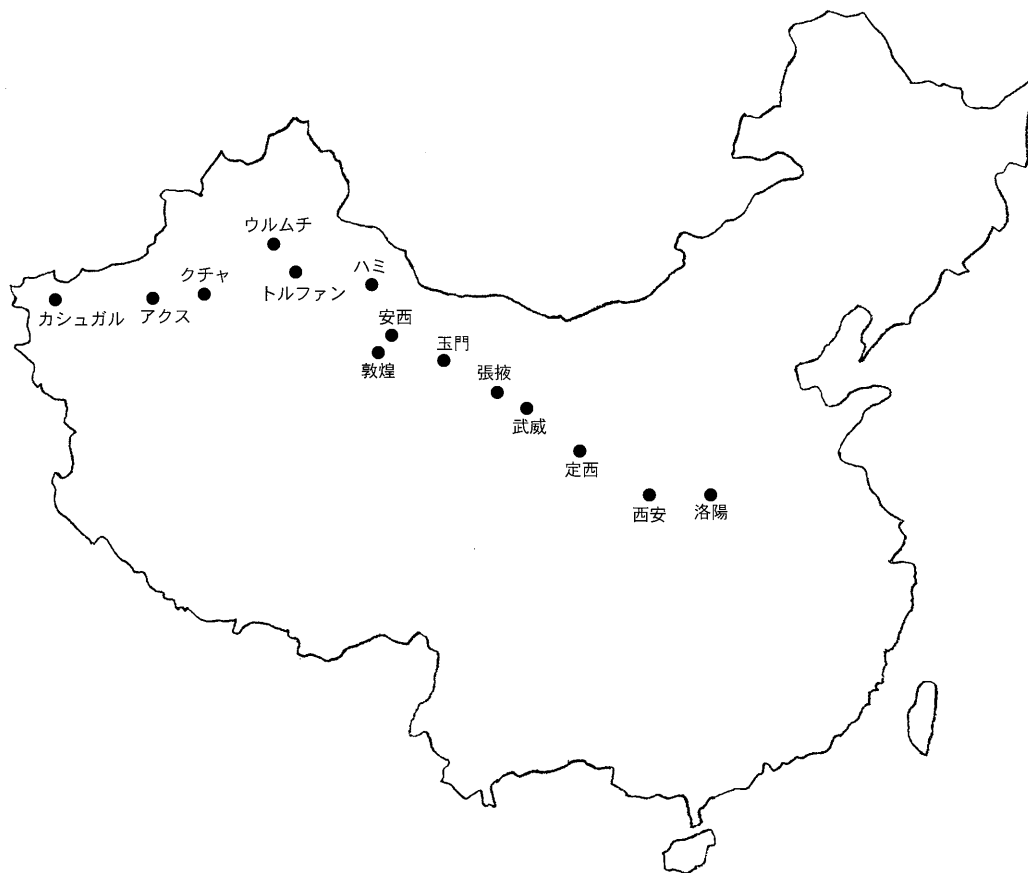 ウルムチ
クチャ
ハミ
トルファン
カシュガル
アクス
安西
玉門
敦煌
張掖
武威
定西
西安
洛陽